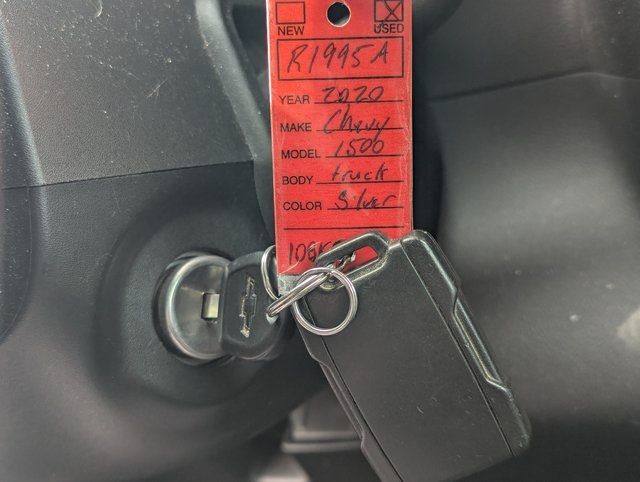 NEW USED
R1995A
YEAR 2020
MAKE Chevy
MODEL 1500
BODY truck
COLOR Silver